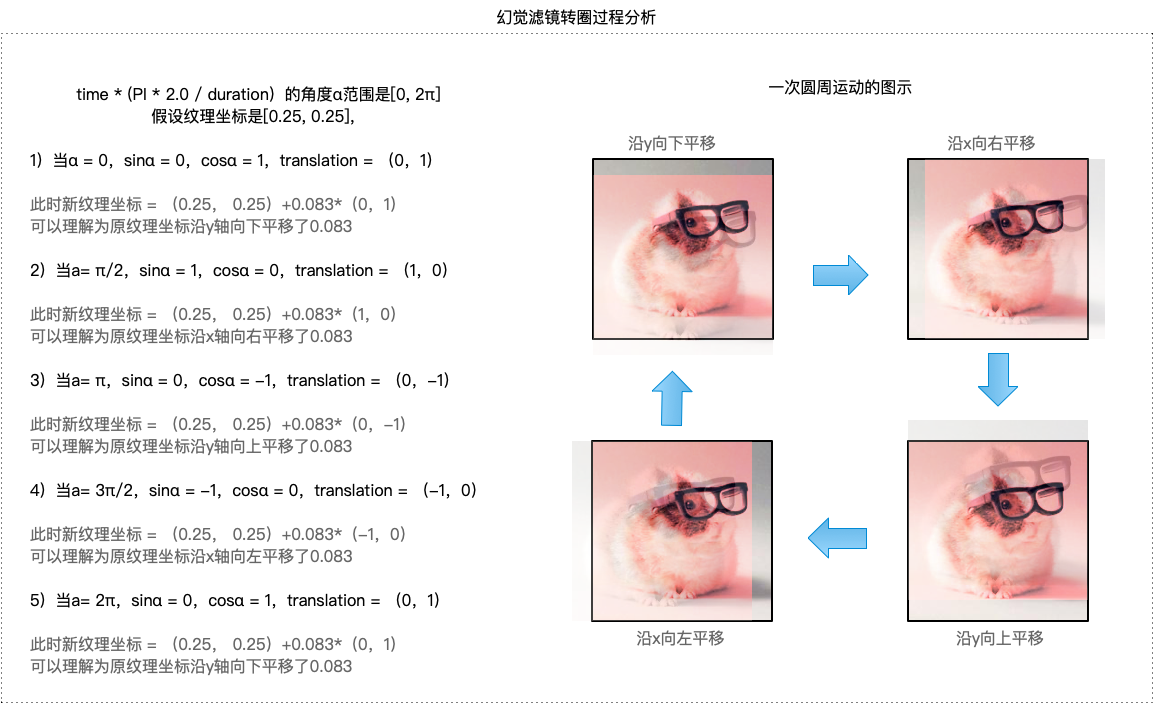 幻觉滤镜转圈过程分析
time * (PI * 2.0 / duration) 的角度α范围是[0, 2π]
假设纹理坐标是[0.25, 0.25],
1）当α = 0，sinα = 0，cosα = 1，translation = （0，1）
此时新纹理坐标 = （0.25， 0.25）+0.083*（0，1）
可以理解为原纹理坐标沿y轴向下平移了0.083
2）当a= π/2，sinα = 1，cosα = 0，translation = （1，0）
此时新纹理坐标 = （0.25， 0.25）+0.083*（1，0）
可以理解为原纹理坐标沿x轴向右平移了0.083
3）当a= π，sinα = 0，cosα = –1，translation = （0，–1）
此时新纹理坐标 = （0.25， 0.25）+0.083*（0，–1）
可以理解为原纹理坐标沿y轴向上平移了0.083
4）当a= 3π/2，sinα = –1，cosα = 0，translation = （–1，0）
此时新纹理坐标 = （0.25， 0.25）+0.083*（–1，0）
可以理解为原纹理坐标沿x轴向左平移了0.083
5）当a= 2π，sinα = 0，cosα = 1，translation = （0，1）
此时新纹理坐标 = （0.25， 0.25）+0.083*（0，1）
可以理解为原纹理坐标沿y轴向下平移了0.083
一次圆周运动的图示
沿y向下平移
沿x向右平移
沿x向左平移
沿y向上平移